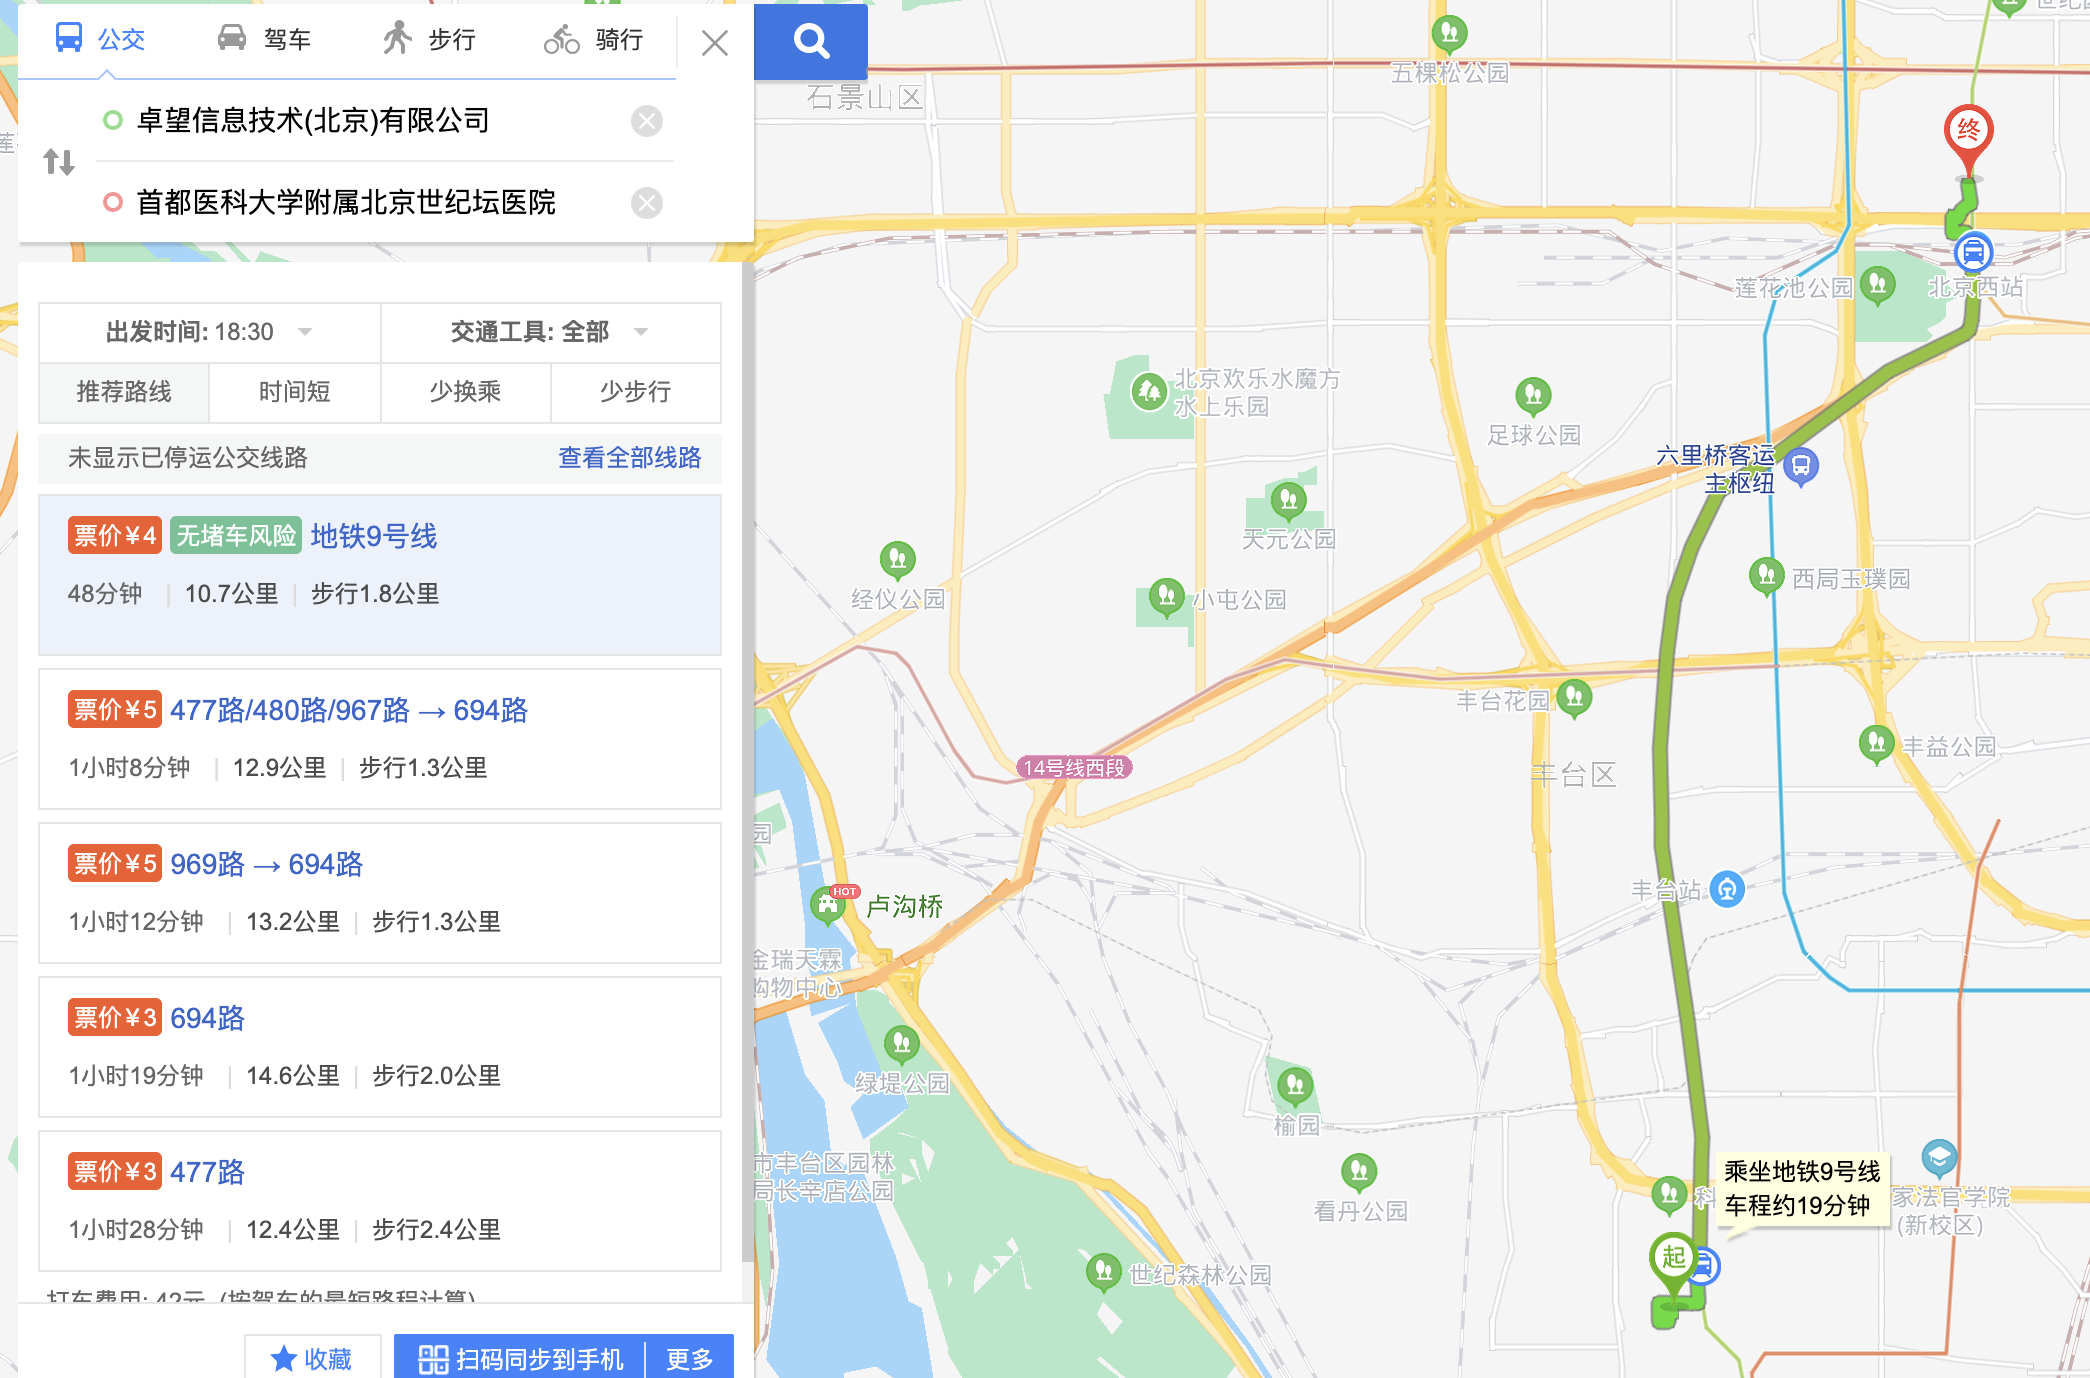 公交
驾车
步行
骑行
卓望信息技术(北京)有限公司
首都医科大学附属北京世纪坛医院
出发时间: 18:30
交通工具: 全部
推荐路线
时间短
少换乘
少步行
未显示已停运公交线路
查看全部线路
票价¥4 无堵车风险 地铁9号线
48分钟 | 10.7公里 | 步行1.8公里
票价¥5 477路/480路/967路 → 694路
1小时8分钟 | 12.9公里 | 步行1.3公里
票价¥5 969路 → 694路
1小时12分钟 | 13.2公里 | 步行1.3公里
票价¥3 694路
1小时19分钟 | 14.6公里 | 步行2.0公里
票价¥3 477路
1小时28分钟 | 12.4公里 | 步行2.4公里
打车费用: 42元 (按驾车的最短路程计算)
收藏
扫码同步到手机
更多
石景山区
五棵松公园
终
莲花池公园
北京西站
北京欢乐水魔方
水上乐园
足球公园
六里桥客运
主枢纽
天元公园
经仪公园
小屯公园
西局玉璞园
丰台花园
丰益公园
14号线西段
丰台区
园
HOT
卢沟桥
丰台站
金瑞天霖
购物中心
绿堤公园
榆园
市丰台区园林
局长辛店公园
看丹公园
世纪森林公园
乘坐地铁9号线
车程约19分钟
科
家法官学院
(新校区)
起